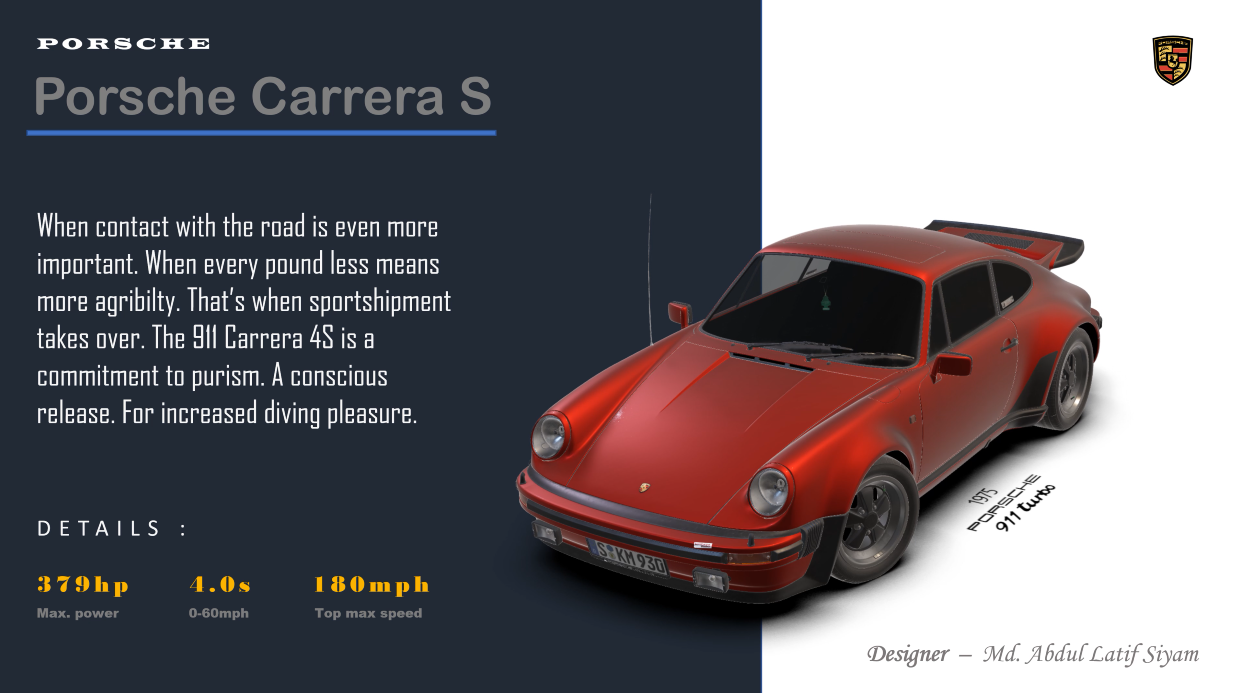 PORSCHE
Porsche Carrera S
When contact with the road is even more
important. When every pound less means
more agribilty. That's when sportshipment
takes over. The 911 Carrera 4S is a
commitment to purism. A conscious
release. For increased diving pleasure.
DETAILS :
379hp 4.0s 180mph
Max. power 0-60mph Top max speed
S KM 930
1975
PORSCHE
911 turbo
Designer – Md. Abdul Latif Siyam